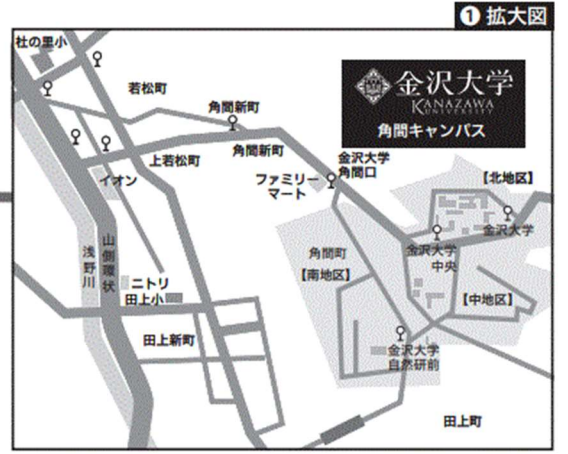 ❶ 拡大図
杜の里小
若松町
金沢大学
KANAZAWA
UNIVERSITY
角間キャンパス
角間新町
角間新町
上若松町
金沢大学
角間口
ファミリー
マート
イオン
【北地区】
金沢大学
金沢大学
中央
浅野川
山側環状
角間町
【南地区】
ニトリ
田上小
【中地区】
田上新町
金沢大学
自然研前
田上町